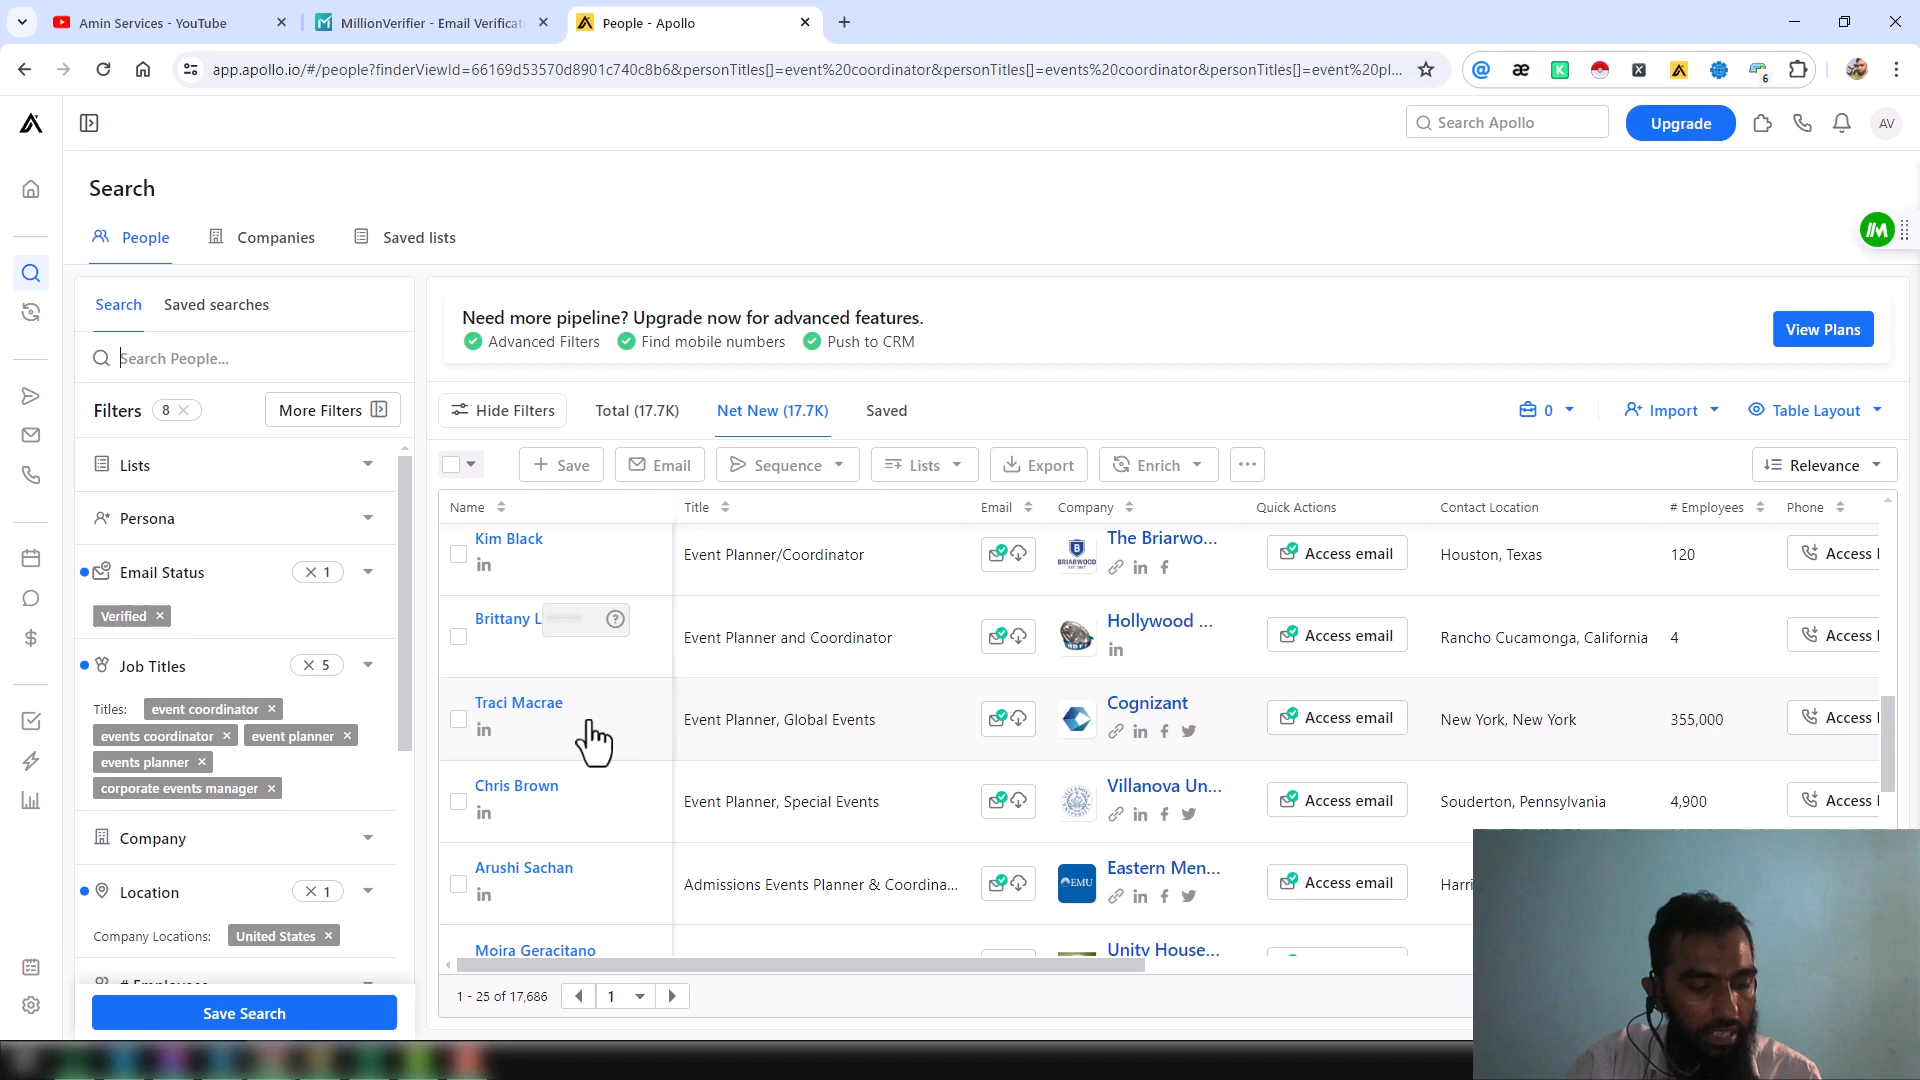 Amin Services - YouTube
MillionVerifier - Email Verificat
People - Apollo
app.apollo.io/#/people?finderViewId=66169d53570d8901c740c8b6&personTitles[]=event%20coordinator&personTitles[]=events%20coordinator&personTitles[]=event%20pl...
6
Search Apollo
Upgrade
AV
Search
People
Companies
Saved lists
Search
Saved searches
Search People...
Filters
8
More Filters
Lists
Persona
Email Status
1
Verified
Job Titles
5
Titles:
event coordinator
events coordinator
event planner
events planner
corporate events manager
Company
Location
1
Company Locations:
United States
# Employees
Save Search
Need more pipeline? Upgrade now for advanced features.
Advanced Filters
Find mobile numbers
Push to CRM
View Plans
Hide Filters
Total (17.7K)
Net New (17.7K)
Saved
0
Import
Table Layout
Save
Email
Sequence
Lists
Export
Enrich
Relevance
Name
Title
Email
Company
Quick Actions
Contact Location
# Employees
Phone
Kim Black
Event Planner/Coordinator
The Briarwo...
BRIARWOOD
Access email
Houston, Texas
120
Access
Brittany L
Event Planner and Coordinator
Hollywood ...
Access email
Rancho Cucamonga, California
4
Access
Traci Macrae
Event Planner, Global Events
Cognizant
Access email
New York, New York
355,000
Access
Chris Brown
Event Planner, Special Events
Villanova Un...
Access email
Souderton, Pennsylvania
4,900
Access
Arushi Sachan
Admissions Events Planner & Coordina...
EMU
Eastern Men...
Access email
Harri
Moira Geracitano
Unity House...
1 - 25 of 17,686
1